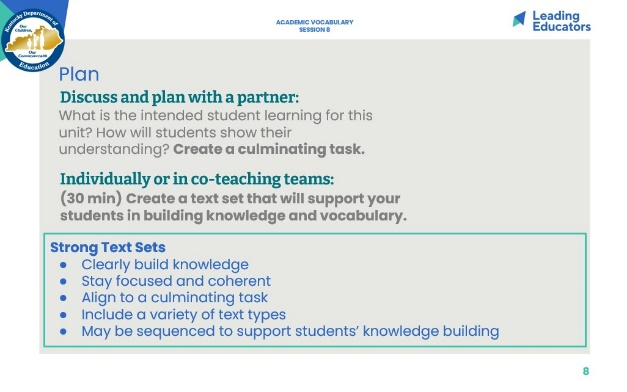 Kentucky Department of
Our Children,
Our Commonwealth
Education
ACADEMIC VOCABULARY
SESSION 8
Leading
Educators
Plan
Discuss and plan with a partner:
What is the intended student learning for this
unit? How will students show their
understanding? Create a culminating task.
Individually or in co-teaching teams:
(30 min) Create a text set that will support your
students in building knowledge and vocabulary.
Strong Text Sets
● Clearly build knowledge
● Stay focused and coherent
● Align to a culminating task
● Include a variety of text types
● May be sequenced to support students’ knowledge building
8